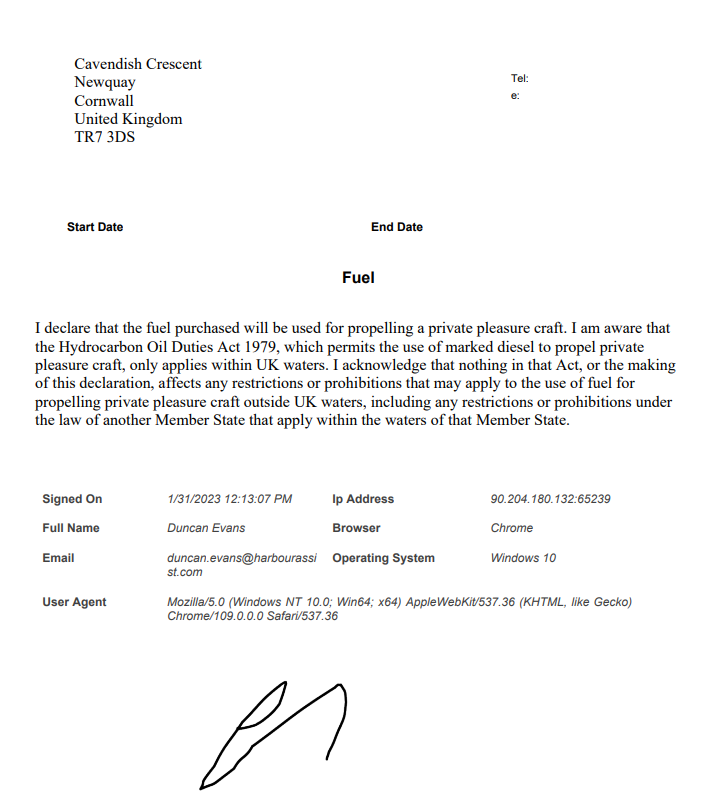 Cavendish Crescent
Newquay
Cornwall
United Kingdom
TR7 3DS
Tel:
e:
Start Date End Date
Fuel
I declare that the fuel purchased will be used for propelling a private pleasure craft. I am aware that
the Hydrocarbon Oil Duties Act 1979, which permits the use of marked diesel to propel private
pleasure craft, only applies within UK waters. I acknowledge that nothing in that Act, or the making
of this declaration, affects any restrictions or prohibitions that may apply to the use of fuel for
propelling private pleasure craft outside UK waters, including any restrictions or prohibitions under
the law of another Member State that apply within the waters of that Member State.
Signed On 1/31/2023 12:13:07 PM Ip Address 90.204.180.132:65239
Full Name Duncan Evans Browser Chrome
Email duncan.evans@harbourassi Operating System Windows 10
st.com
User Agent Mozilla/5.0 (Windows NT 10.0; Win64; x64) AppleWebKit/537.36 (KHTML, like Gecko)
Chrome/109.0.0.0 Safari/537.36